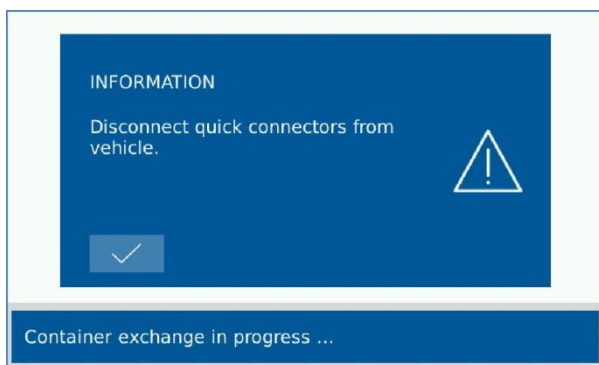 INFORMATION
Disconnect quick connectors from
vehicle.
Container exchange in progress ...